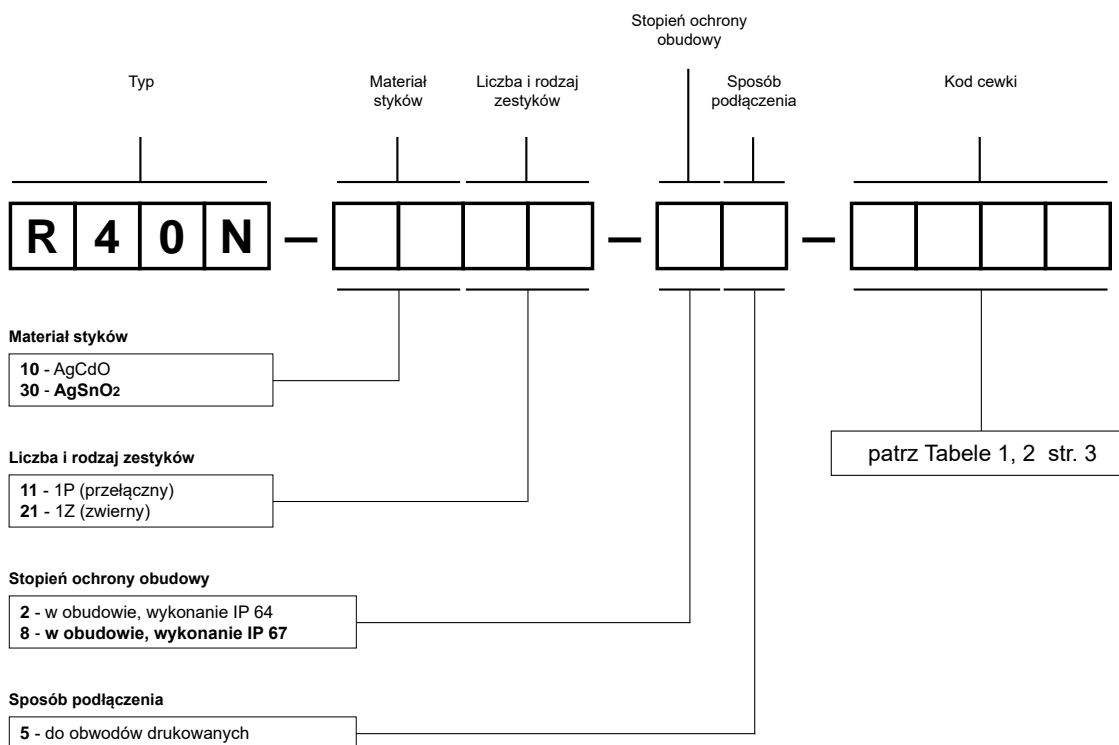 Stopień ochrony
obudowy
Typ
Materiał
styków
Liczba i rodzaj
zestyków
Sposób
podłączenia
Kod cewki
R 4 0 N – – –
Materiał styków
10 - AgCdO
30 - AgSnO2
Liczba i rodzaj zestyków
11 - 1P (przełączny)
21 - 1Z (zwierny)
patrz Tabele 1, 2 str. 3
Stopień ochrony obudowy
2 - w obudowie, wykonanie IP 64
8 - w obudowie, wykonanie IP 67
Sposób podłączenia
5 - do obwodów drukowanych